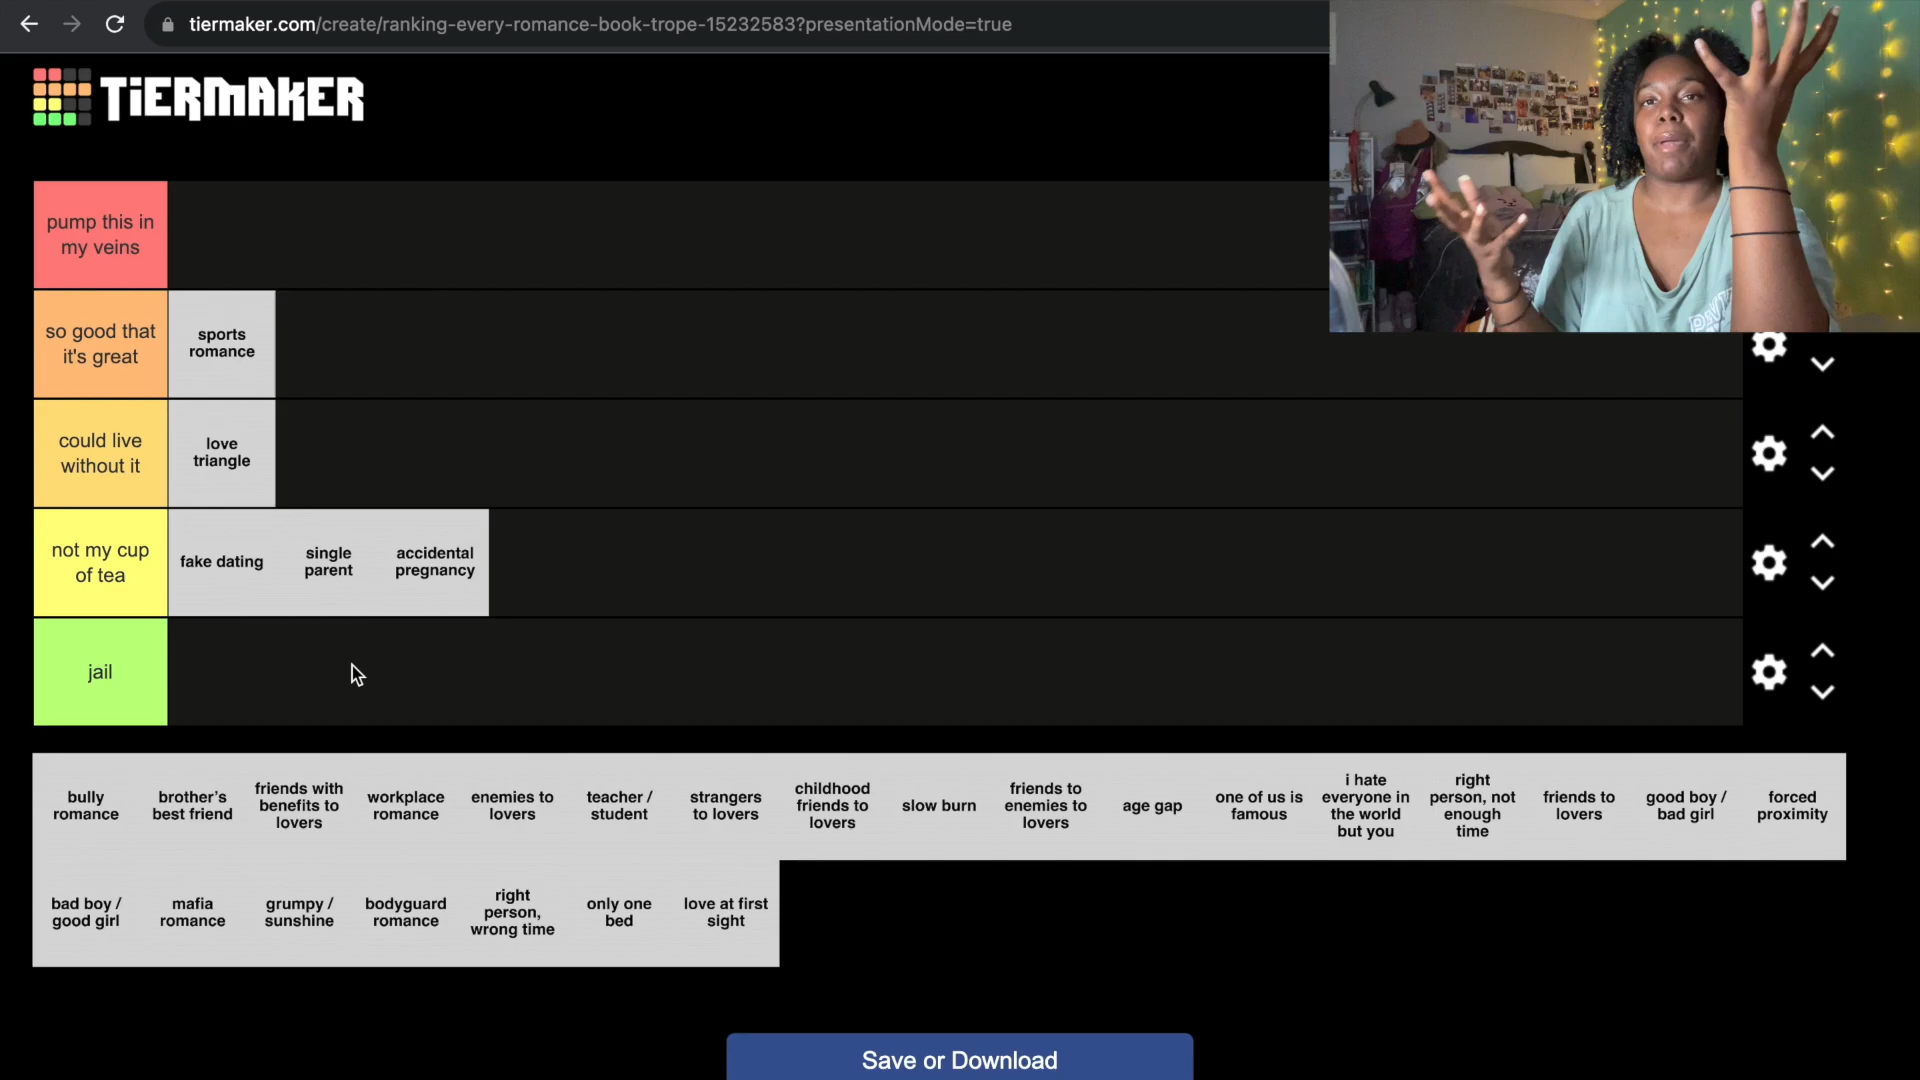 tiermaker.com/create/ranking-every-romance-book-trope-15232583?presentationMode=true
TiERMAKER
pump this in
my veins
so good that
it's great
sports
romance
could live
without it
love
triangle
not my cup
of tea
fake dating
single
parent
accidental
pregnancy
jail
bully
romance
brother's
best friend
friends with
benefits to
lovers
workplace
romance
enemies to
lovers
teacher /
student
strangers
to lovers
childhood
friends to
lovers
slow burn
friends to
enemies to
lovers
age gap
one of us is
famous
i hate
everyone in
the world
but you
right
person, not
enough
time
friends to
lovers
good boy /
bad girl
forced
proximity
bad boy /
good girl
mafia
romance
grumpy /
sunshine
bodyguard
romance
right
person,
wrong time
only one
bed
love at first
sight
Save or Download